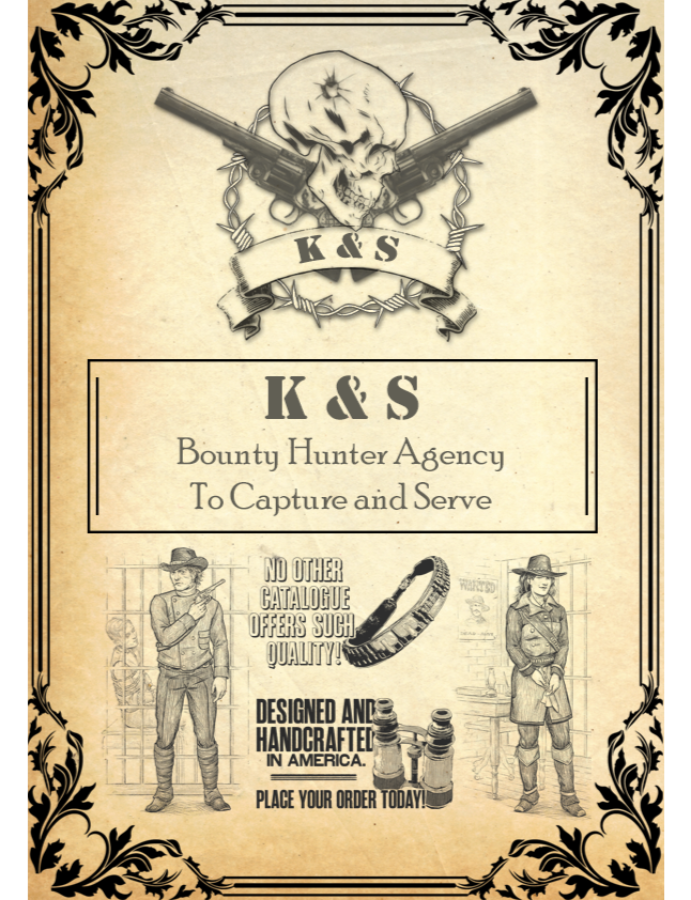 K & S
K & S
Bounty Hunter Agency
To Capture and Serve
NO OTHER
CATALOGUE
OFFERS SUCH
QUALITY!
WANTED
DESIGNED AND
HANDCRAFTED
IN AMERICA.
PLACE YOUR ORDER TODAY!